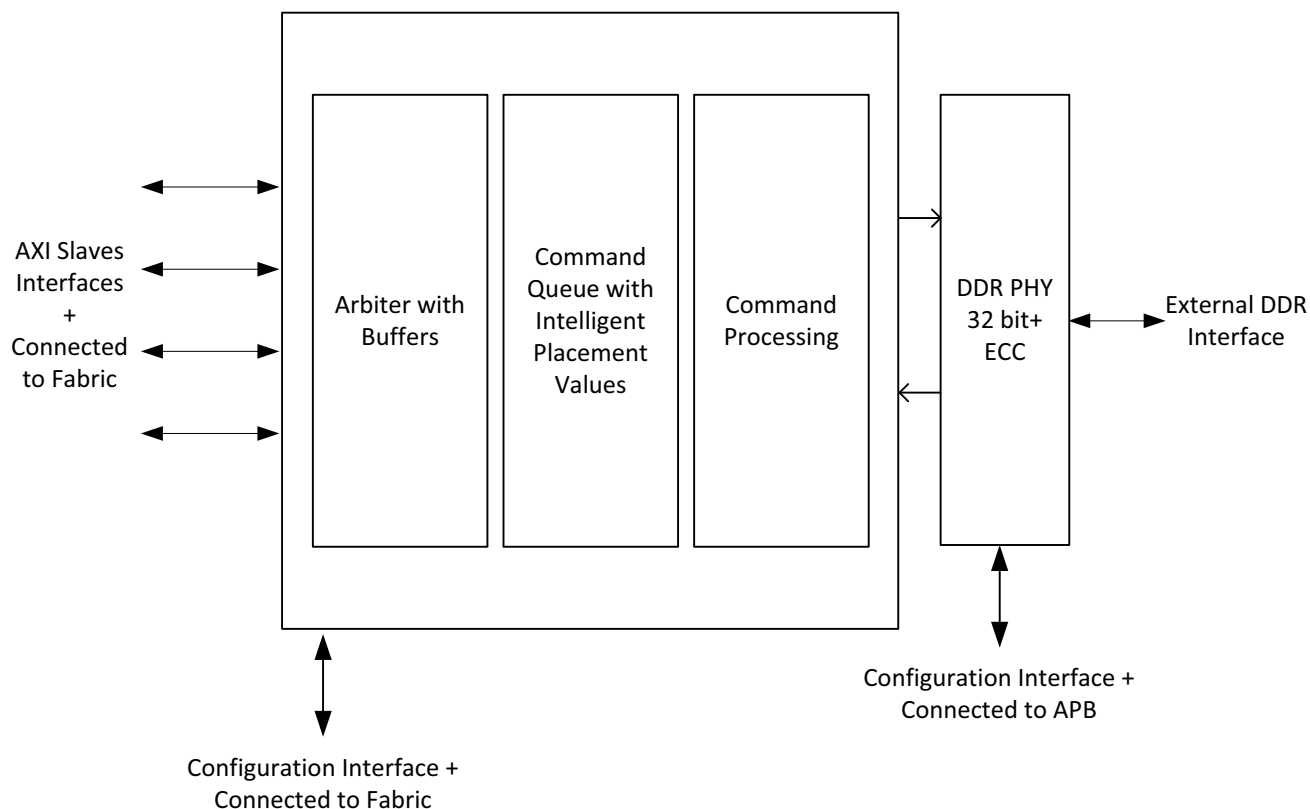 AXI Slaves
Interfaces
+
Connected
to Fabric
Arbiter with
Buffers
Command
Queue with
Intelligent
Placement
Values
Command
Processing
DDR PHY
32 bit+
ECC
External DDR
Interface
Configuration Interface +
Connected to APB
Configuration Interface +
Connected to Fabric